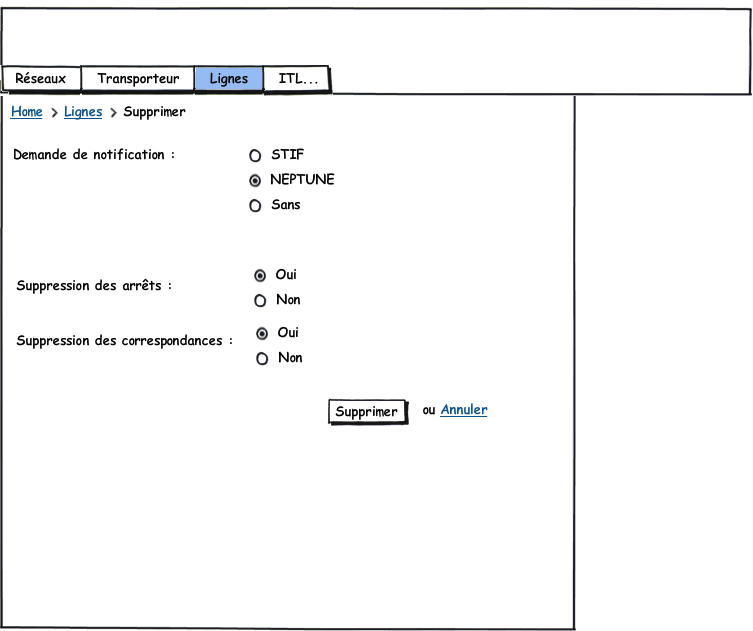 Réseaux Transporteur Lignes ITL...
Home > Lignes > Supprimer
Demande de notification : STIF
NEPTUNE
Sans
Suppression des arrêts : Oui
Non
Suppression des correspondances : Oui
Non
Supprimer ou Annuler